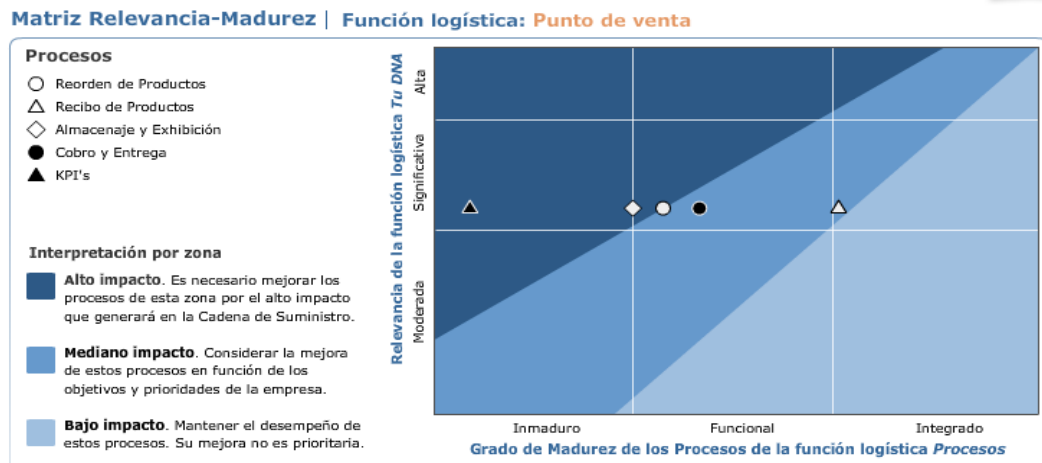 Matriz Relevancia-Madurez | Función logística: Punto de venta
Procesos
Reorden de Productos
Recibo de Productos
Almacenaje y Exhibición
Cobro y Entrega
KPI's
Interpretación por zona
Alto impacto. Es necesario mejorar los
procesos de esta zona por el alto impacto
que generará en la Cadena de Suministro.
Mediano impacto. Considerar la mejora
de estos procesos en función de los
objetivos y prioridades de la empresa.
Bajo impacto. Mantener el desempeño de
estos procesos. Su mejora no es prioritaria.
Relevancia de la función logística Tu DNA
Alta
Significativa
Moderada
Inmaduro
Funcional
Integrado
Grado de Madurez de los Procesos de la función logística Procesos